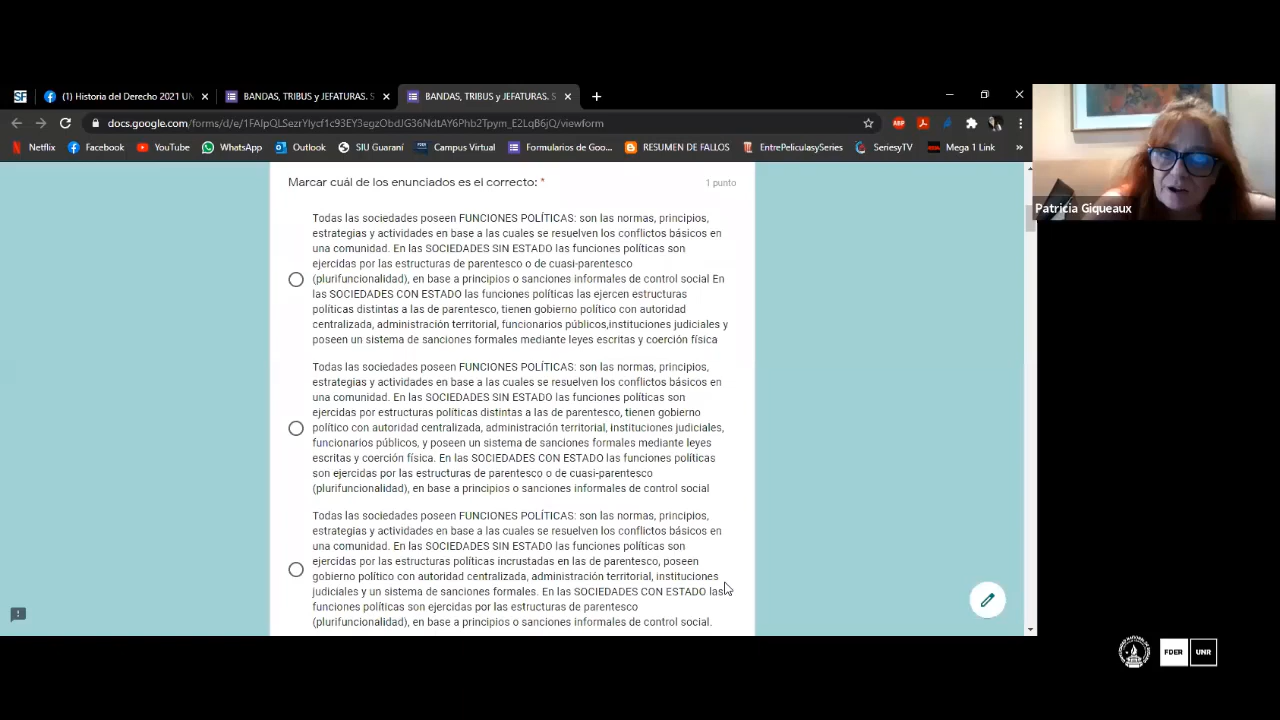 (1) Historia del Derecho 2021 UN
BANDAS, TRIBUS y JEFATURAS. S
BANDAS, TRIBUS y JEFATURAS. S
Netflix
Facebook
YouTube
WhatsApp
Outlook
SIU Guaraní
Campus Virtual
Formularios de Goo...
RESUMEN DE FALLOS
EntrePeliculasySeries
SeriesyTV
Mega 1 Link
»
Patricia Giqueaux
Marcar cuál de los enunciados es el correcto: *
1 punto
Todas las sociedades poseen FUNCIONES POLÍTICAS: son las normas, principios,
estrategias y actividades en base a las cuales se resuelven los conflictos básicos en
una comunidad. En las SOCIEDADES SIN ESTADO las funciones políticas son
ejercidas por las estructuras de parentesco o de cuasi-parentesco
(plurifuncionalidad), en base a principios o sanciones informales de control social En
las SOCIEDADES CON ESTADO las funciones políticas las ejercen estructuras
políticas distintas a las de parentesco, tienen gobierno político con autoridad
centralizada, administración territorial, funcionarios públicos,instituciones judiciales y
poseen un sistema de sanciones formales mediante leyes escritas y coerción física
Todas las sociedades poseen FUNCIONES POLÍTICAS: son las normas, principios,
estrategias y actividades en base a las cuales se resuelven los conflictos básicos en
una comunidad. En las SOCIEDADES SIN ESTADO las funciones políticas son
ejercidas por estructuras políticas distintas a las de parentesco, tienen gobierno
político con autoridad centralizada, administración territorial, instituciones judiciales,
funcionarios públicos, y poseen un sistema de sanciones formales mediante leyes
escritas y coerción física. En las SOCIEDADES CON ESTADO las funciones políticas
son ejercidas por las estructuras de parentesco o de cuasi-parentesco
(plurifuncionalidad), en base a principios o sanciones informales de control social
Todas las sociedades poseen FUNCIONES POLÍTICAS: son las normas, principios,
estrategias y actividades en base a las cuales se resuelven los conflictos básicos en
una comunidad. En las SOCIEDADES SIN ESTADO las funciones políticas son
ejercidas por las estructuras políticas incrustadas en las de parentesco, poseen
gobierno político con autoridad centralizada, administración territorial, instituciones
judiciales y un sistema de sanciones formales. En las SOCIEDADES CON ESTADO las
funciones políticas son ejercidas por las estructuras de parentesco
(plurifuncionalidad), en base a principios o sanciones informales de control social.
FDER
UNR